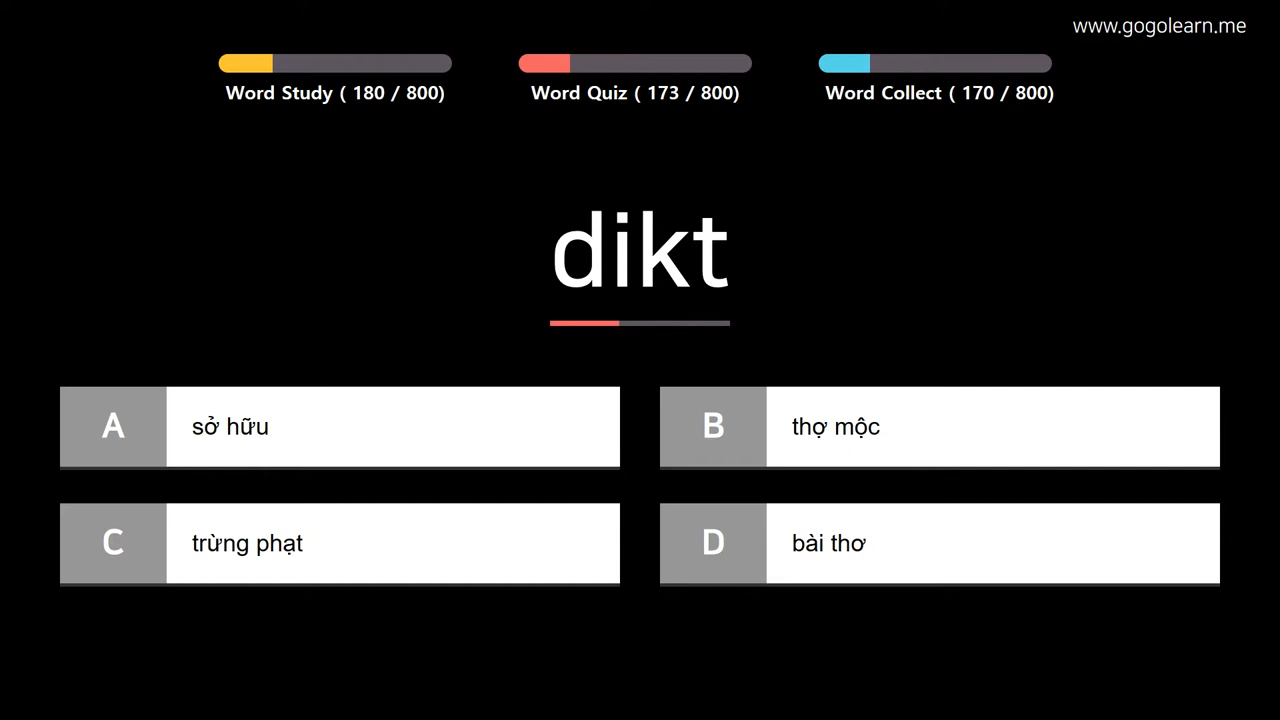 www.gogolearn.me
Word Study ( 180 / 800)
Word Quiz ( 173 / 800)
Word Collect ( 170 / 800)
dikt
A
sở hữu
B
thợ mộc
C
trừng phạt
D
bài thơ